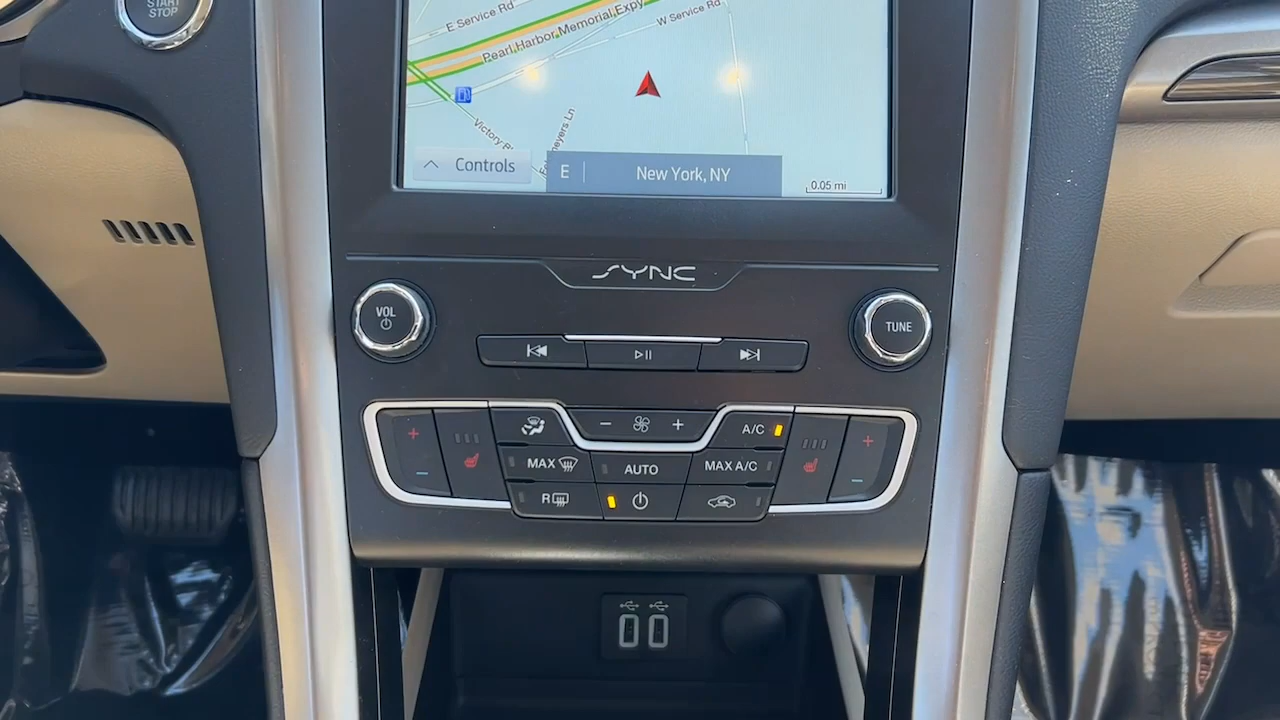 START
STOP
E Service Rd
Pearl Harbor Memorial Expy
W Service Rd
Victory
Controls
E
New York, NY
0.05 mi
SYNC
VOL
TUNE
A/C
MAX
AUTO
MAX A/C
R